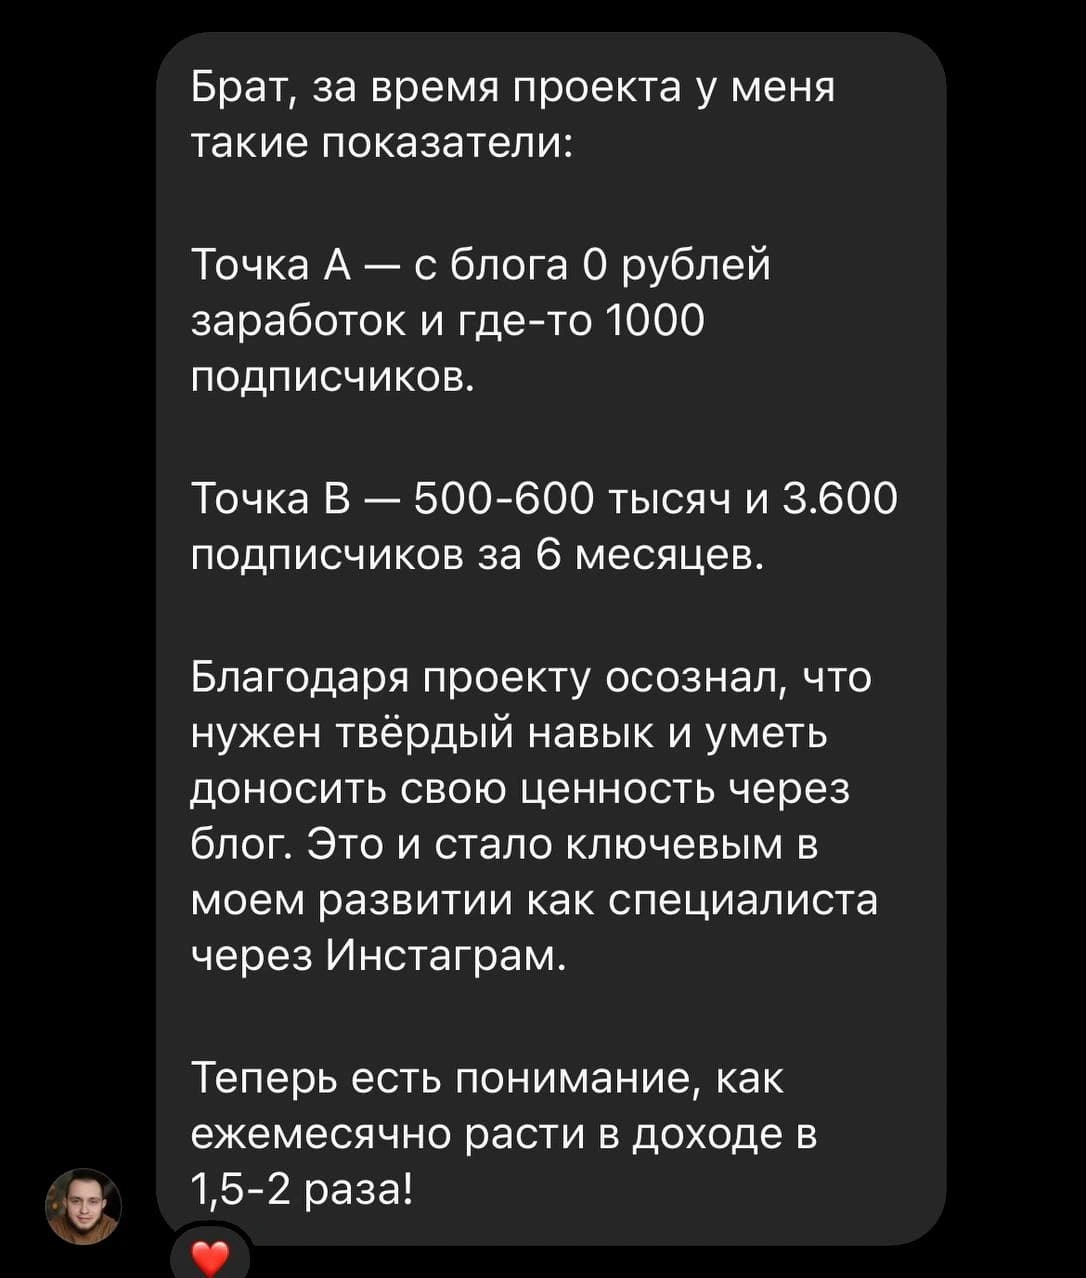 Брат, за время проекта у меня
такие показатели:
Точка А — с блога 0 рублей
заработок и где-то 1000
подписчиков.
Точка В — 500-600 тысяч и 3.600
подписчиков за 6 месяцев.
Благодаря проекту осознал, что
нужен твёрдый навык и уметь
доносить свою ценность через
блог. Это и стало ключевым в
моем развитии как специалиста
через Инстаграм.
Теперь есть понимание, как
ежемесячно расти в доходе в
1,5-2 раза!